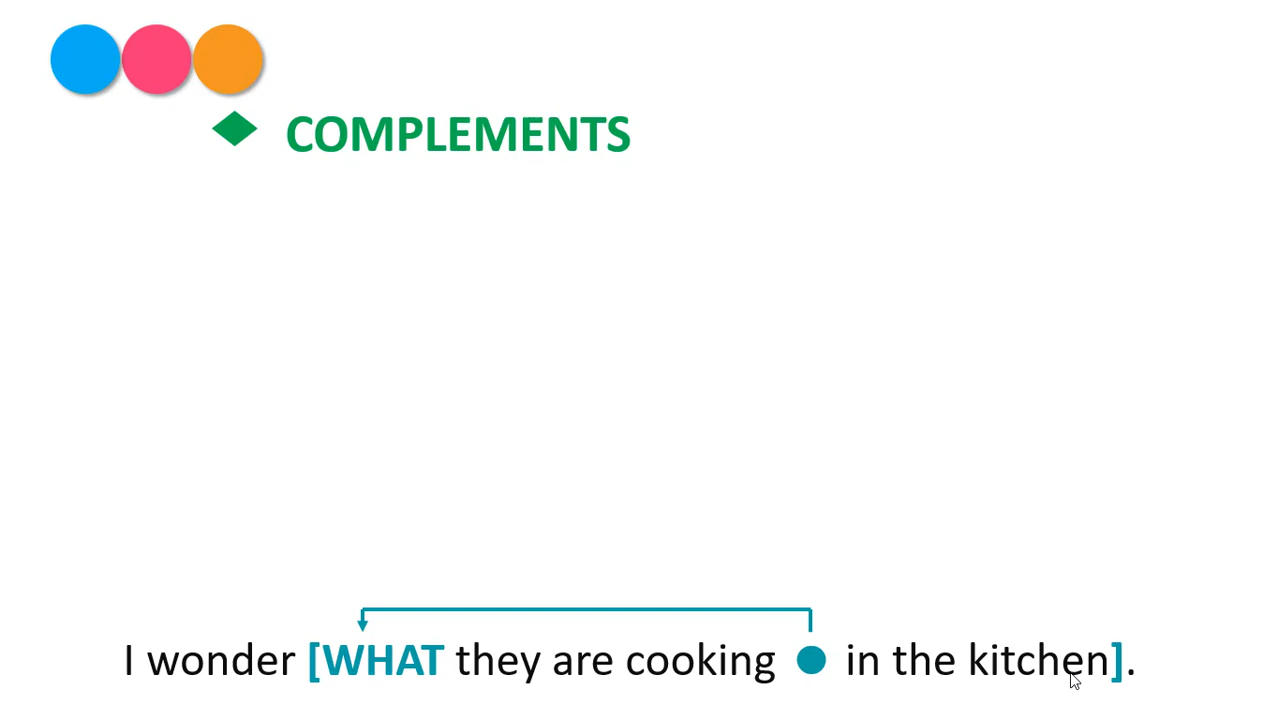 COMPLEMENTS
I wonder [WHAT they are cooking ● in the kitchen].